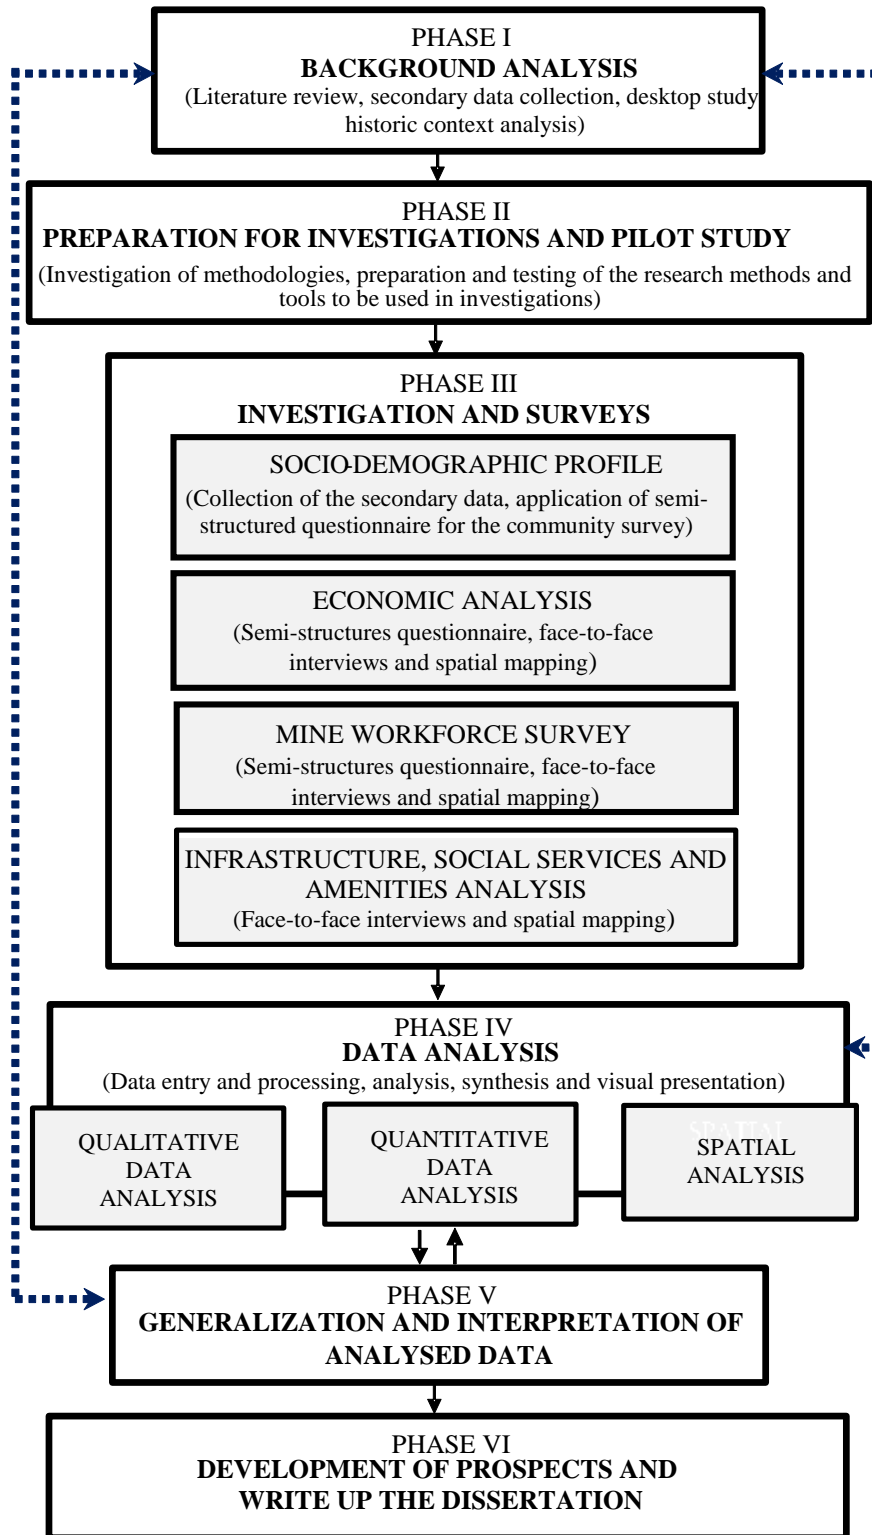 PHASE I
BACKGROUND ANALYSIS
(Literature review, secondary data collection, desktop study
historic context analysis)
PHASE II
PREPARATION FOR INVESTIGATIONS AND PILOT STUDY
(Investigation of methodologies, preparation and testing of the research methods and
tools to be used in investigations)
PHASE III
INVESTIGATION AND SURVEYS
SOCIO-DEMOGRAPHIC PROFILE
(Collection of the secondary data, application of semi-
structured questionnaire for the community survey)
ECONOMIC ANALYSIS
(Semi-structures questionnaire, face-to-face
interviews and spatial mapping)
MINE WORKFORCE SURVEY
(Semi-structures questionnaire, face-to-face
interviews and spatial mapping)
INFRASTRUCTURE, SOCIAL SERVICES AND
AMENITIES ANALYSIS
(Face-to-face interviews and spatial mapping)
PHASE IV
DATA ANALYSIS
(Data entry and processing, analysis, synthesis and visual presentation)
QUALITATIVE
DATA
ANALYSIS
QUANTITATIVE
DATA
ANALYSIS
SPATIAL
SPATIAL
ANALYSIS
PHASE V
GENERALIZATION AND INTERPRETATION OF
ANALYSED DATA
PHASE VI
DEVELOPMENT OF PROSPECTS AND
WRITE UP THE DISSERTATION